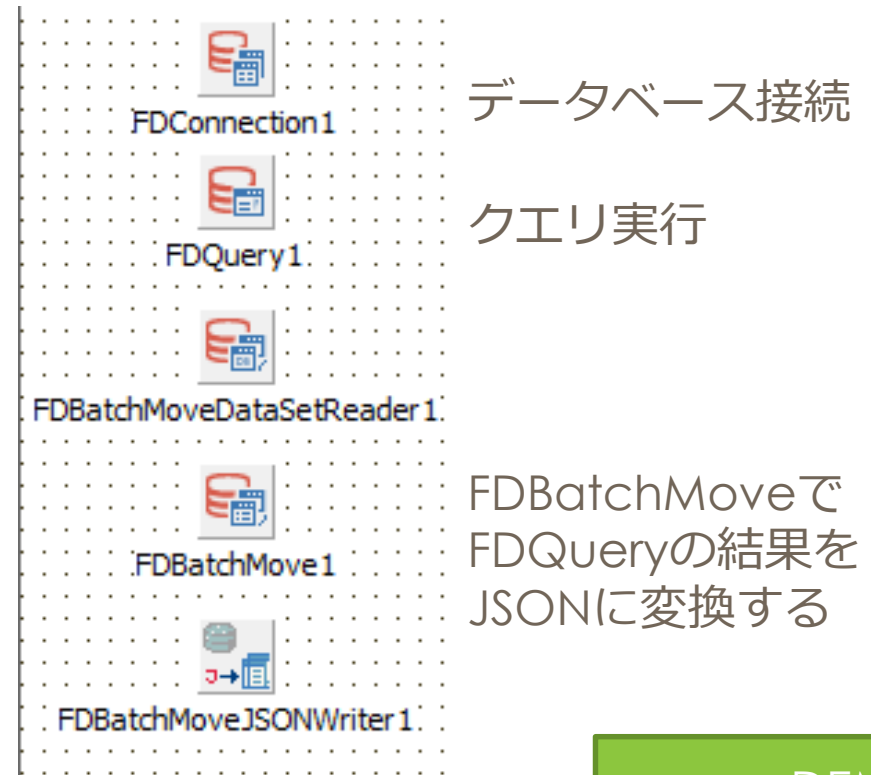 FDConnection1
データベース接続
FDQuery1
クエリ実行
FDBatchMoveDataSetReader1
FDBatchMove1
FDBatchMoveで
FDQueryの結果を
JSONに変換する
FDBatchMoveJSONWriter1